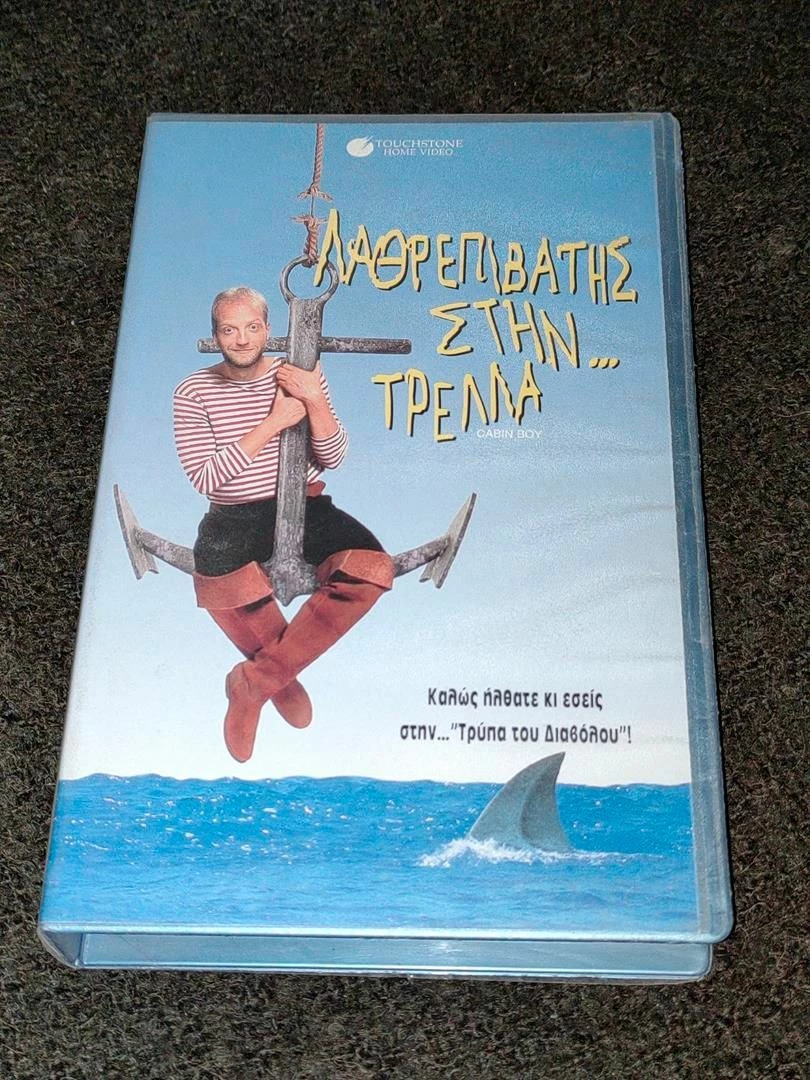 TOUCHSTONE
HOME VIDEO
ΛΑΘΡΕΠΙΒΑΤΗΣ
ΣΤΗΝ...
ΤΡΕΛΛΑ
CABIN BOY
Καλώς ήλθατε κι εσείς
στην..."Τρύπα του Διαβόλου"!